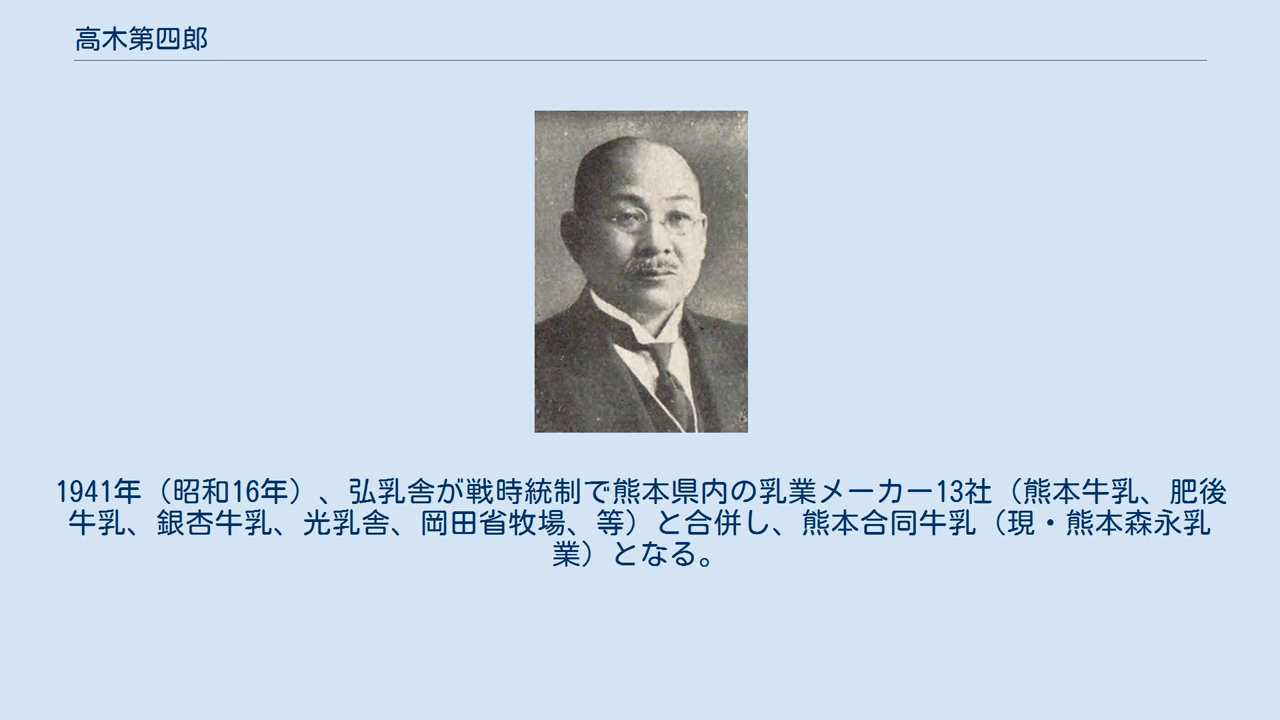 高木第四郎
1941年（昭和16年）、弘乳舎が戦時統制で熊本県内の乳業メーカー13社（熊本牛乳、肥後
牛乳、銀杏牛乳、光乳舎、岡田省牧場、等）と合併し、熊本合同牛乳（現・熊本森永乳
業）となる。